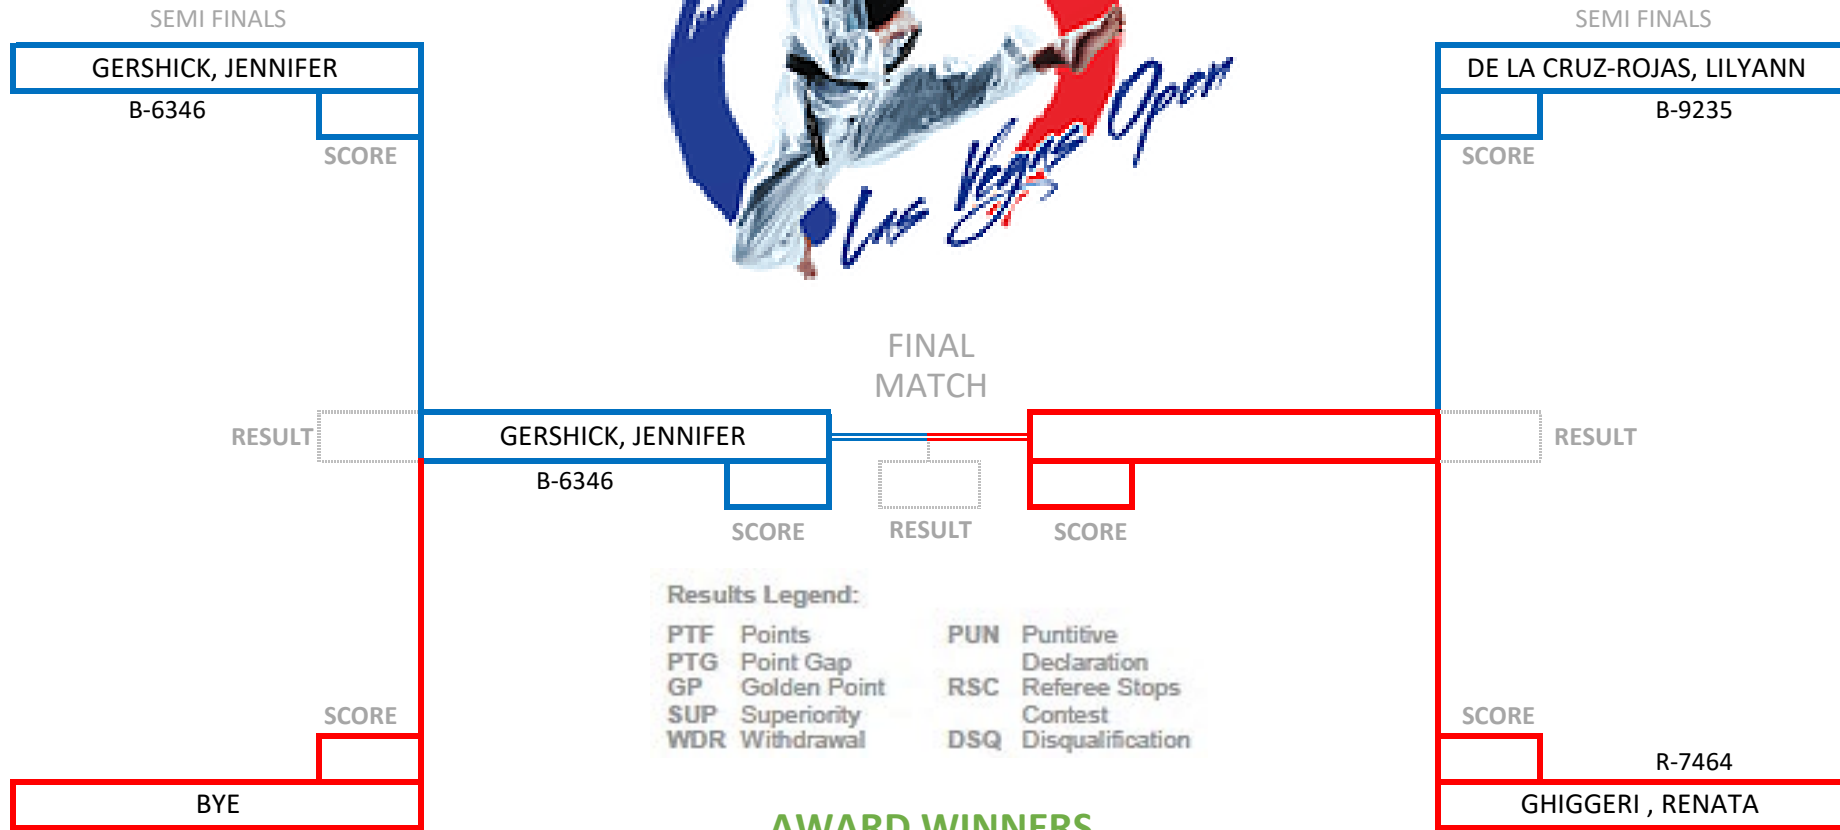 SEMI FINALS
SEMI FINALS
GERSHICK, JENNIFER
DE LA CRUZ-ROJAS, LILYANN
B-6346
B-9235
SCORE
SCORE
Las Vegas Open
FINAL
MATCH
RESULT
GERSHICK, JENNIFER
RESULT
B-6346
SCORE
RESULT
SCORE
Results Legend:
PTF Points
PTG Point Gap
GP Golden Point
SUP Superiority
WDR Withdrawal
PUN Puntitive
Declaration
RSC Referee Stops
Contest
DSQ Disqualification
SCORE
SCORE
R-7464
BYE
GHIGGERI , RENATA
AWARD WINNERS